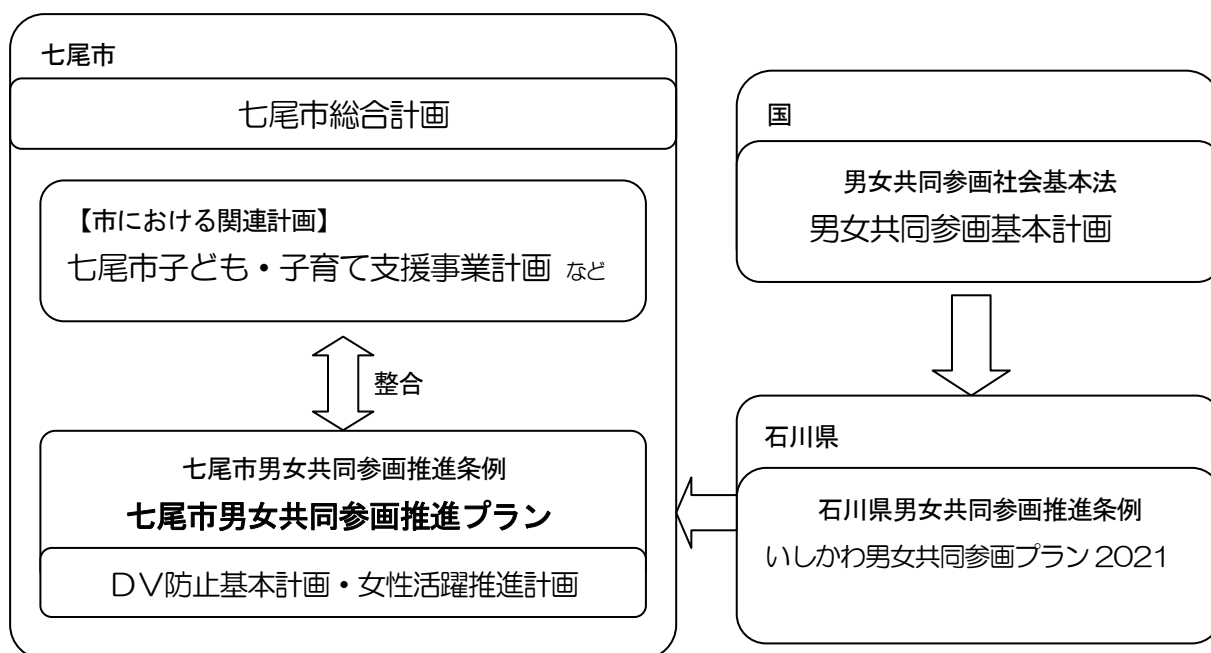 七尾市
七尾市総合計画
【市における関連計画】
七尾市子ども・子育て支援事業計画 など
整合
七尾市男女共同参画推進条例
七尾市男女共同参画推進プラン
ＤＶ防止基本計画・女性活躍推進計画
国
男女共同参画社会基本法
男女共同参画基本計画
石川県
石川県男女共同参画推進条例
いしかわ男女共同参画プラン 2021